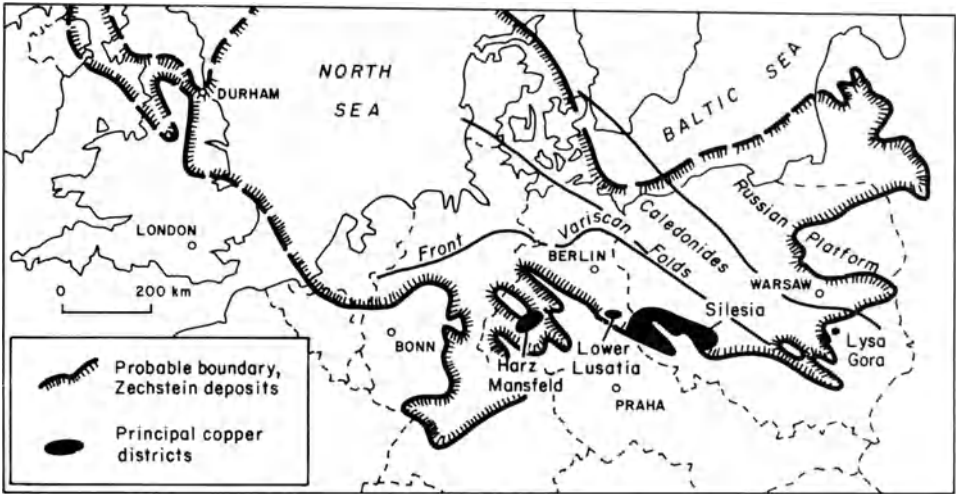 NORTH
SEA
BALTIC SEA
DURHAM
LONDON
0 200 km
Front Variscan Folds
Caledonides
Russian Platform
BERLIN
WARSAW
Silesia
Lysa
Gora
BONN
Harz
Mansfeld
Lower
Lusatia
PRAHA
Probable boundary,
Zechstein deposits
Principal copper
districts